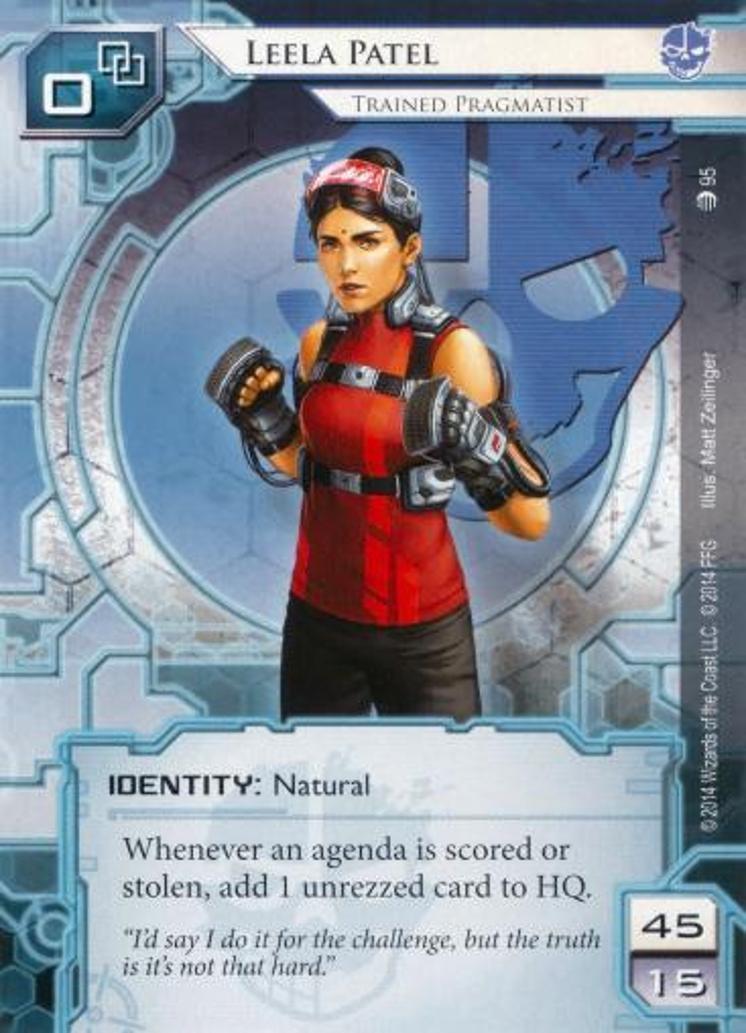 LEELA PATEL
0
TRAINED PRAGMATIST
95
Illus. Matt Zeilinger
© 2014 Wizards of the Coast LLC. © 2014 FFG
IDENTITY: Natural
Whenever an agenda is scored or
stolen, add 1 unrezzed card to HQ.
“I’d say I do it for the challenge, but the truth
is it’s not that hard.”
45
15